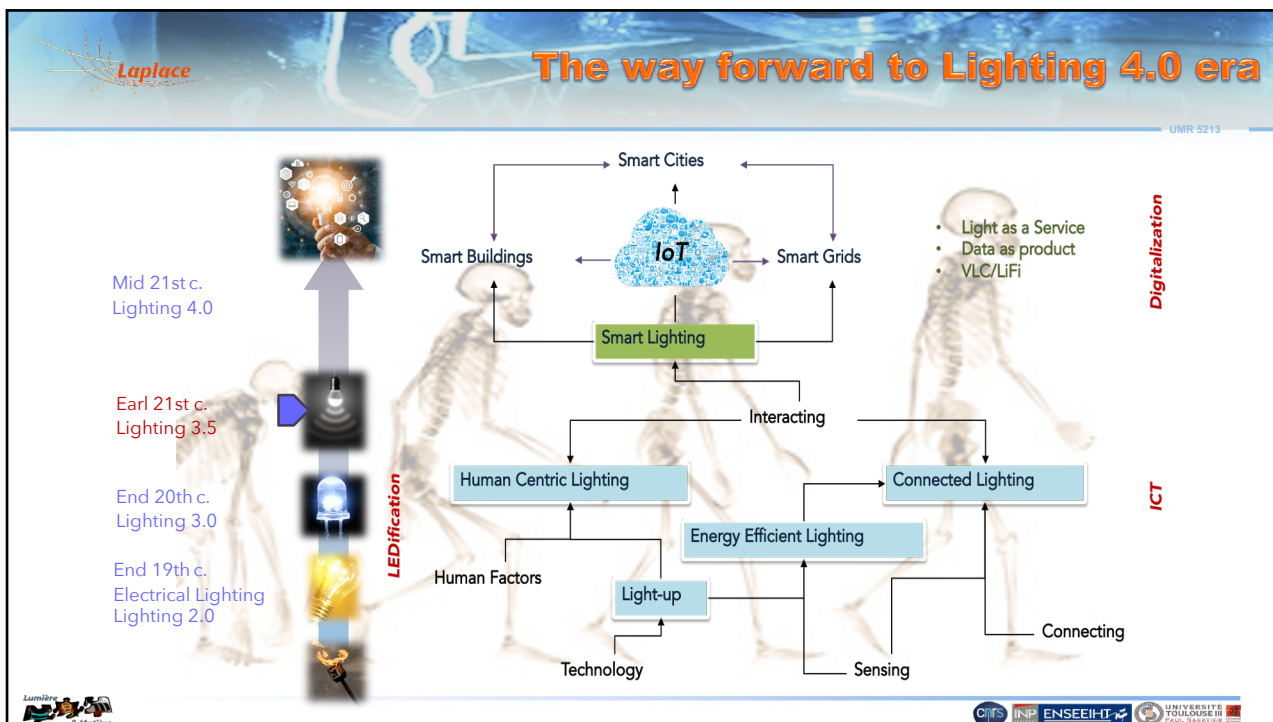 Laplace
The way forward to Lighting 4.0 era
UMR 5213
Smart Cities
IoT
Smart Buildings
Smart Grids
• Light as a Service
• Data as product
• VLC/LiFi
Digitalization
Mid 21st c.
Lighting 4.0
Smart Lighting
Earl 21st c.
Lighting 3.5
Interacting
Human Centric Lighting
Connected Lighting
ICT
End 20th c.
Lighting 3.0
LEDification
Energy Efficient Lighting
End 19th c.
Electrical Lighting
Lighting 2.0
Human Factors
Light-up
Connecting
Technology
Sensing
Lumière
cnrs
INP
ENSEEIHT
UNIVERSITÉ
TOULOUSE III
PAUL SABATIER